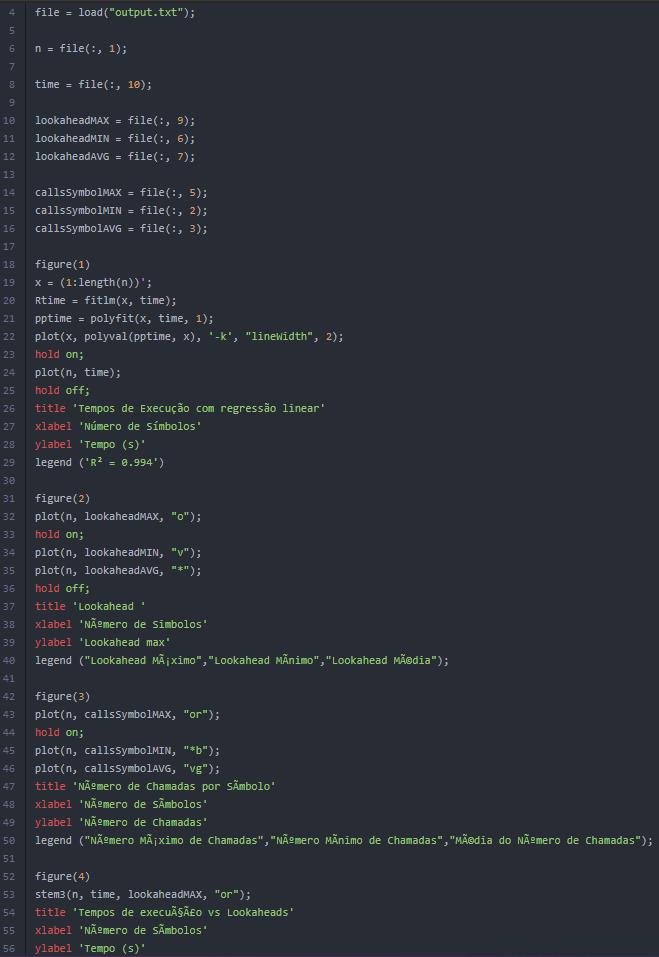 4 file = load("output.txt");
5
6 n = file(:, 1);
7
8 time = file(:, 10);
9
10 lookaheadMAX = file(:, 9);
11 lookaheadMIN = file(:, 6);
12 lookaheadAVG = file(:, 7);
13
14 callsSymbolMAX = file(:, 5);
15 callsSymbolMIN = file(:, 2);
16 callsSymbolAVG = file(:, 3);
17
18 figure(1)
19 x = (1:length(n))';
20 Rtime = fitlm(x, time);
21 pptime = polyfit(x, time, 1);
22 plot(x, polyval(pptime, x), '-k', "lineWidth", 2);
23 hold on;
24 plot(n, time);
25 hold off;
26 title 'Tempos de Execução com regressão linear'
27 xlabel 'Número de Símbolos'
28 ylabel 'Tempo (s)'
29 legend ('R² = 0.994')
30
31 figure(2)
32 plot(n, lookaheadMAX, "o");
33 hold on;
34 plot(n, lookaheadMIN, "v");
35 plot(n, lookaheadAVG, "*");
36 hold off;
37 title 'Lookahead '
38 xlabel 'NÃºmero de Simbolos'
39 ylabel 'Lookahead max'
40 legend ("Lookahead MÃ¡ximo","Lookahead MÃnimo","Lookahead MÃ©dia");
41
42 figure(3)
43 plot(n, callsSymbolMAX, "or");
44 hold on;
45 plot(n, callsSymbolMIN, "*b");
46 plot(n, callsSymbolAVG, "vg");
47 title 'NÃºmero de Chamadas por SÃmbolo'
48 xlabel 'NÃºmero de SÃmbolos'
49 ylabel 'NÃºmero de Chamadas'
50 legend ("NÃºmero MÃ¡ximo de Chamadas","NÃºmero MÃnimo de Chamadas","MÃ©dia do NÃºmero de Chamadas");
51
52 figure(4)
53 stem3(n, time, lookaheadMAX, "or");
54 title 'Tempos de execuÃ§Ã£o vs Lookaheads'
55 xlabel 'NÃºmero de SÃmbolos'
56 ylabel 'Tempo (s)'